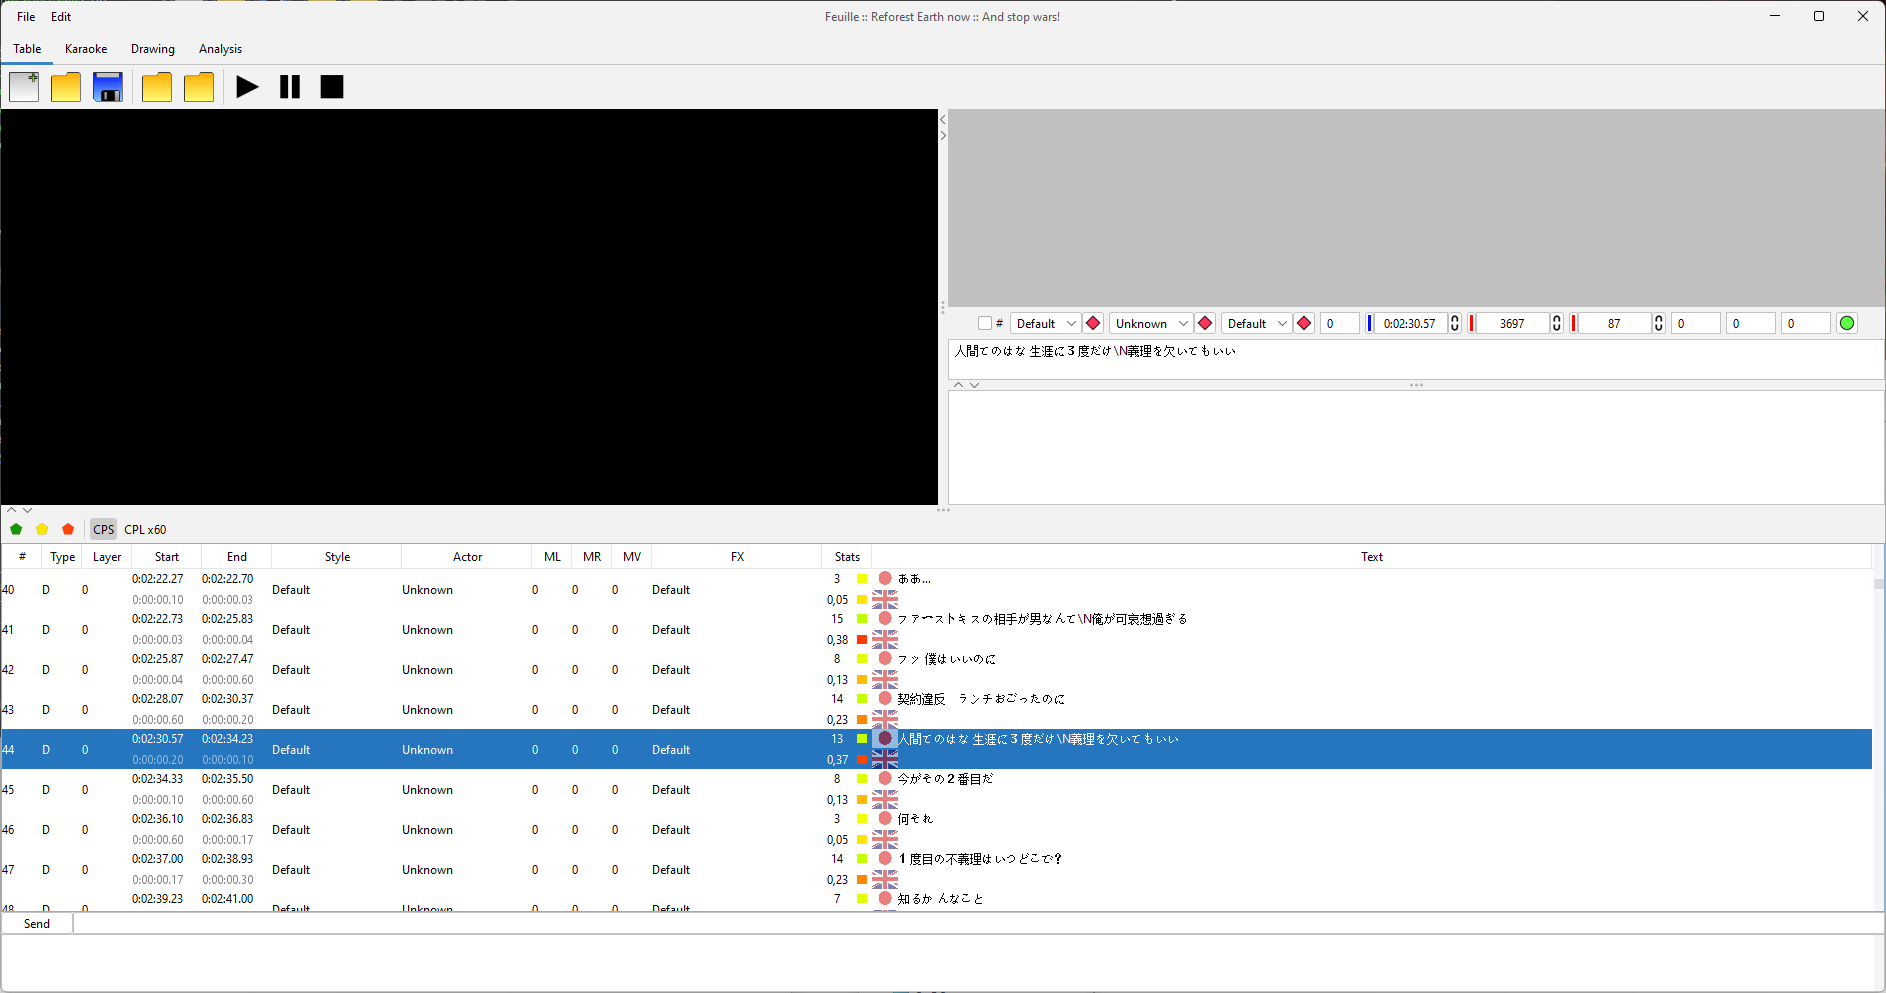 File Edit
Feuille :: Reforest Earth now :: And stop wars!
Table Karaoke Drawing Analysis
# Default Unknown Default 0 0:02:30.57 3697 87 0 0 0
人間てのはな 生涯に３度だけ\N義理を欠いてもいい
CPS CPL x60
# Type Layer Start End Style Actor ML MR MV FX Stats Text
40 D 0 0:02:22.27 0:02:22.70 Default Unknown 0 0 0 Default 3 ああ…
0:00:00.10 0:00:00.03 0,05
41 D 0 0:02:22.73 0:02:25.83 Default Unknown 0 0 0 Default 15 ファーストキスの相手が男なんて\N俺が可哀想過ぎる
0:00:00.03 0:00:00.04 0,38
42 D 0 0:02:25.87 0:02:27.47 Default Unknown 0 0 0 Default 8 フッ 僕はいいのに
0:00:00.04 0:00:00.60 0,13
43 D 0 0:02:28.07 0:02:30.37 Default Unknown 0 0 0 Default 14 契約違反　ランチおごったのに
0:00:00.60 0:00:00.20 0,23
44 D 0 0:02:30.57 0:02:34.23 Default Unknown 0 0 0 Default 13 人間てのはな 生涯に３度だけ\N義理を欠いてもいい
0:00:00.20 0:00:00.10 0,37
45 D 0 0:02:34.33 0:02:35.50 Default Unknown 0 0 0 Default 8 今がその２番目だ
0:00:00.10 0:00:00.60 0,13
46 D 0 0:02:36.10 0:02:36.83 Default Unknown 0 0 0 Default 3 何それ
0:00:00.60 0:00:00.17 0,05
47 D 0 0:02:37.00 0:02:38.93 Default Unknown 0 0 0 Default 14 １度目の不義理はいつどこで？
0:00:00.17 0:00:00.30 0,23
48 D 0 0:02:39.23 0:02:41.00 Default Unknown 0 0 0 Default 7 知るか んなこと
Send